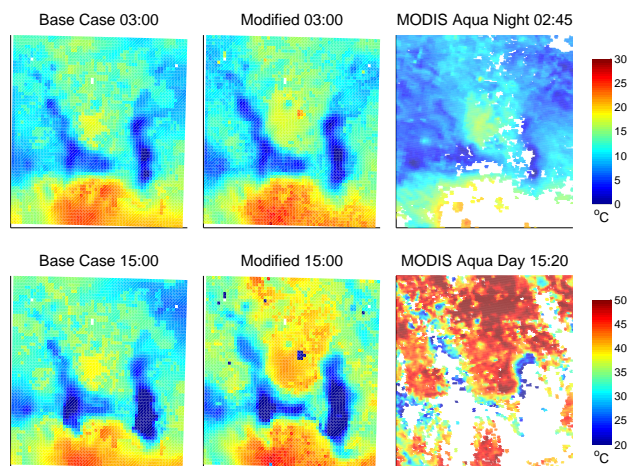 Base Case 03:00
Modified 03:00
MODIS Aqua Night 02:45
30
25
20
15
10
5
0
°C
Base Case 15:00
Modified 15:00
MODIS Aqua Day 15:20
50
45
40
35
30
25
20
°C